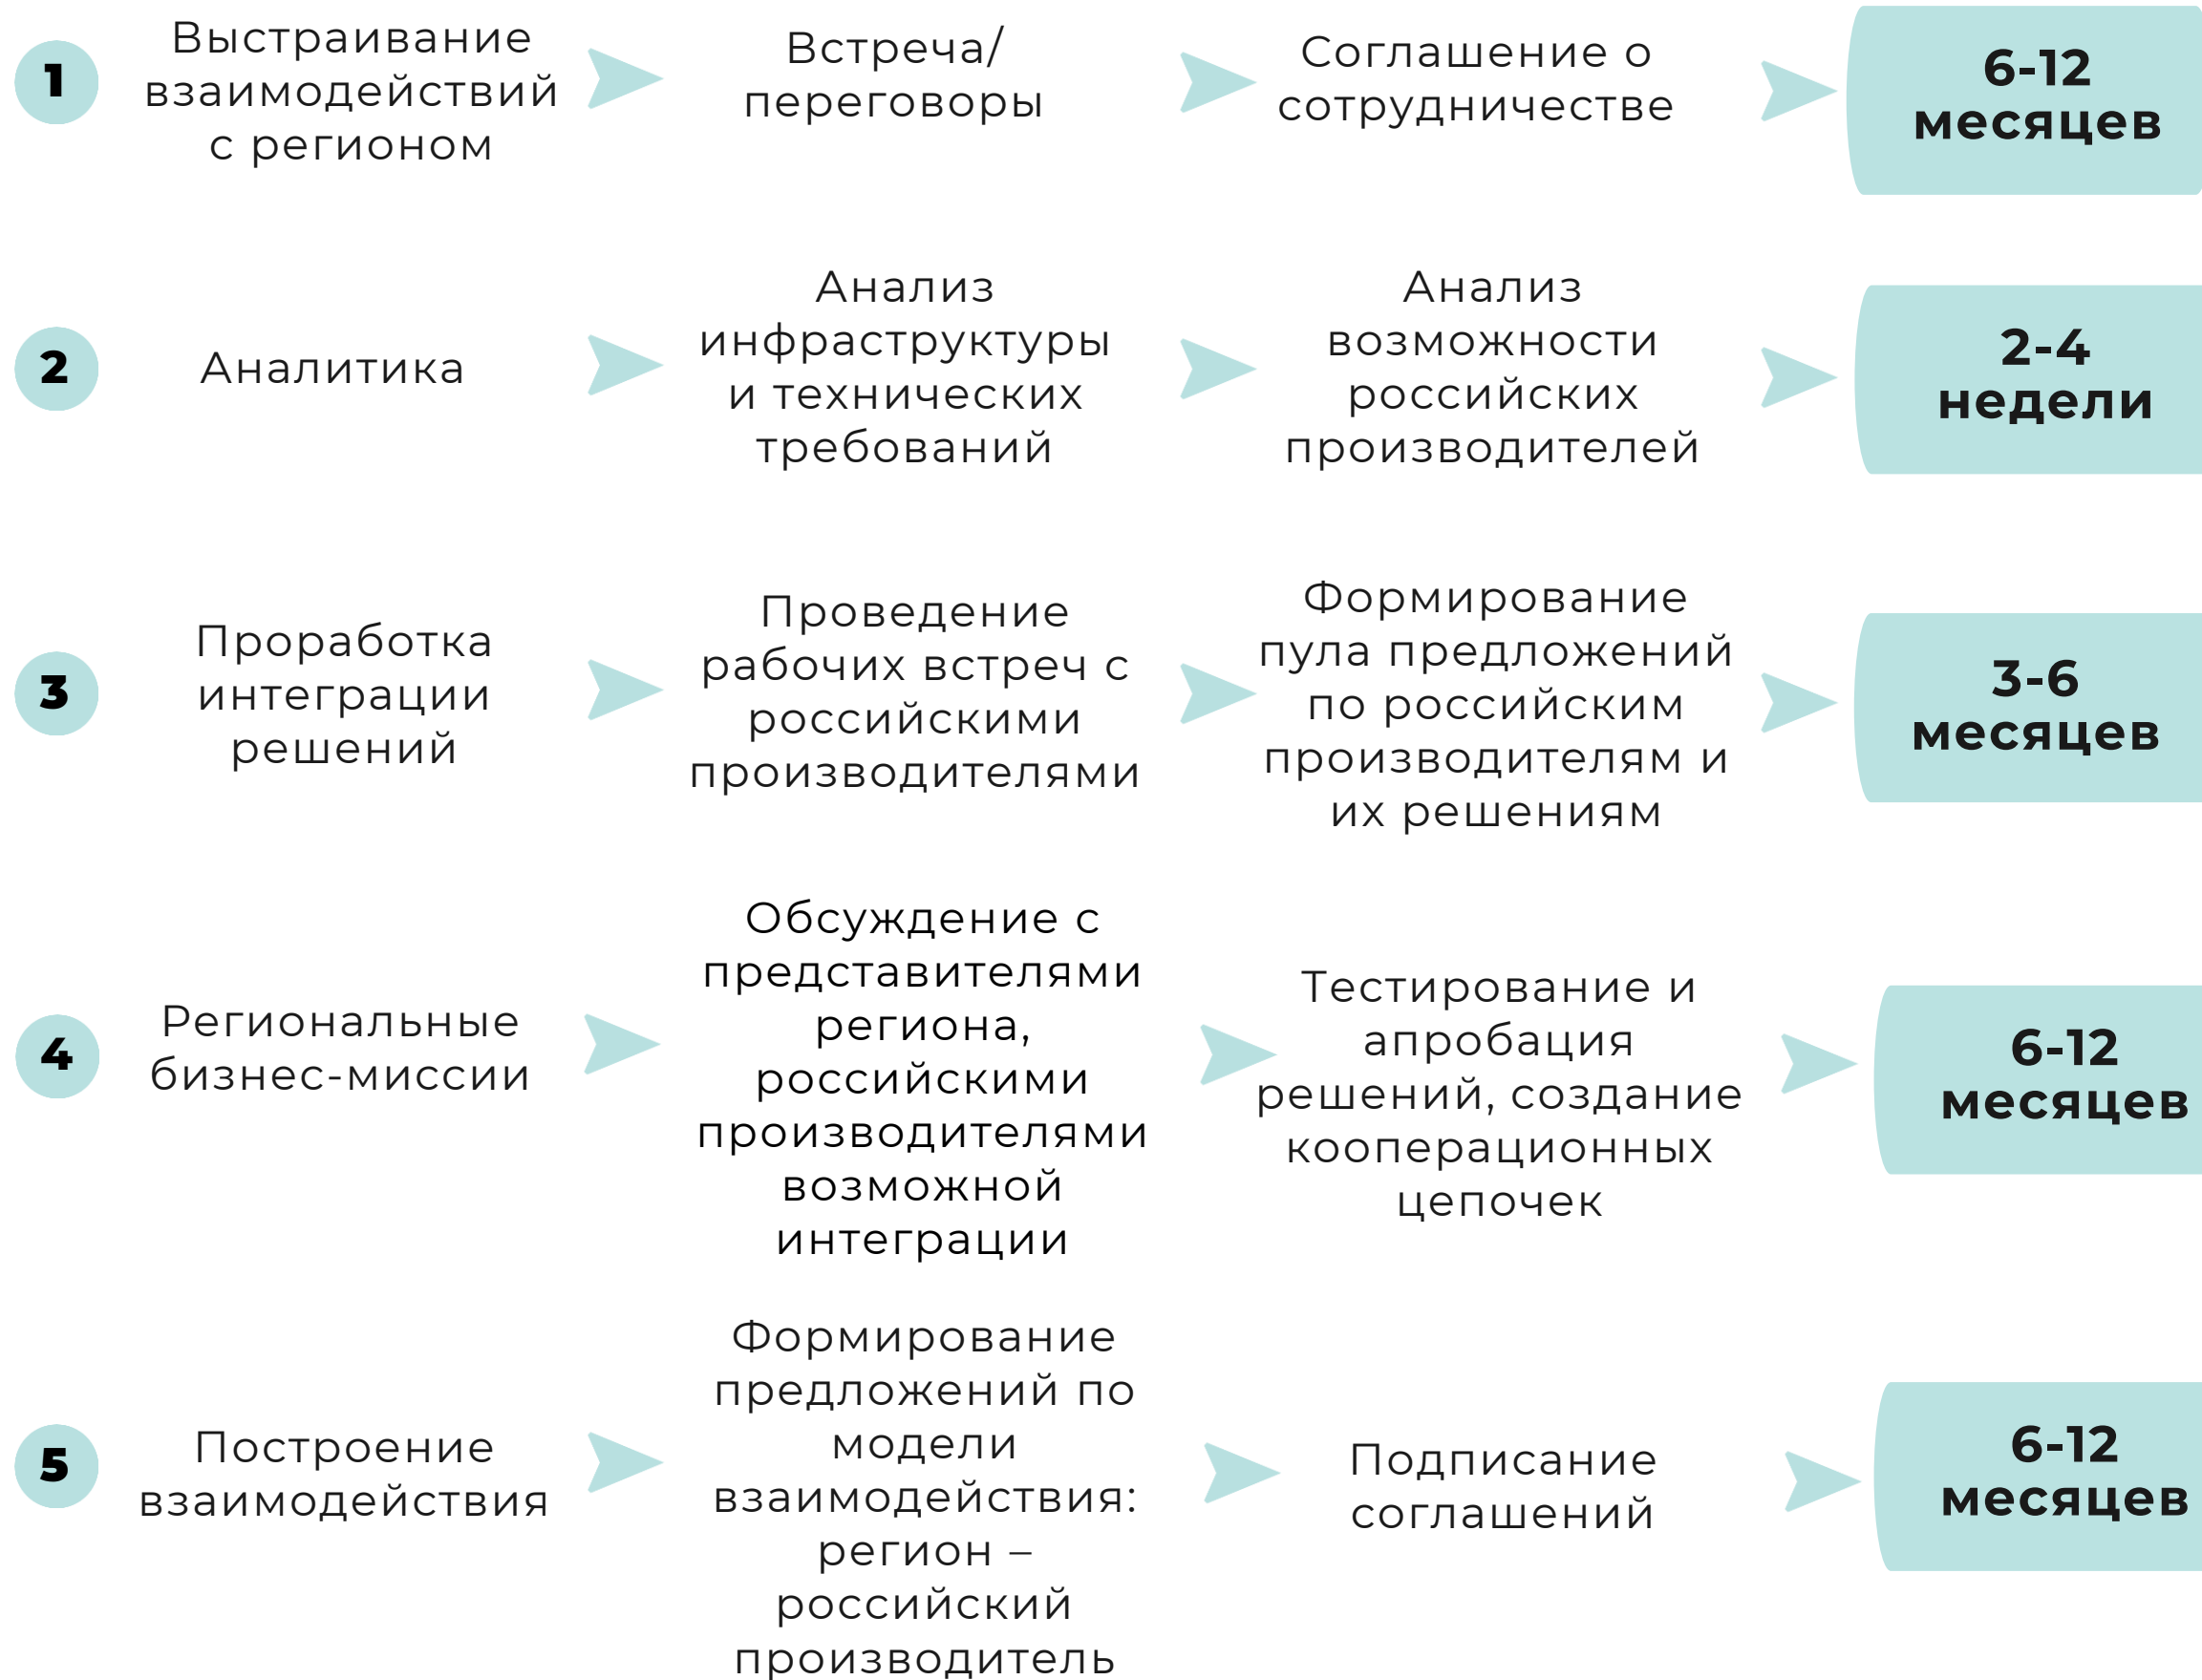 1
Выстраивание
взаимодействий
с регионом
Встреча/
переговоры
Соглашение о
сотрудничестве
6-12
месяцев
2
Аналитика
Анализ
инфраструктуры
и технических
требований
Анализ
возможности
российских
производителей
2-4
недели
3
Проработка
интеграции
решений
Проведение
рабочих встреч с
российскими
производителями
Формирование
пула предложений
по российским
производителям и
их решениям
3-6
месяцев
4
Региональные
бизнес-миссии
Обсуждение с
представителями
региона,
российскими
производителями
возможной
интеграции
Тестирование и
апробация
решений, создание
кооперационных
цепочек
6-12
месяцев
5
Построение
взаимодействия
Формирование
предложений по
модели
взаимодействия:
регион –
российский
производитель
Подписание
соглашений
6-12
месяцев